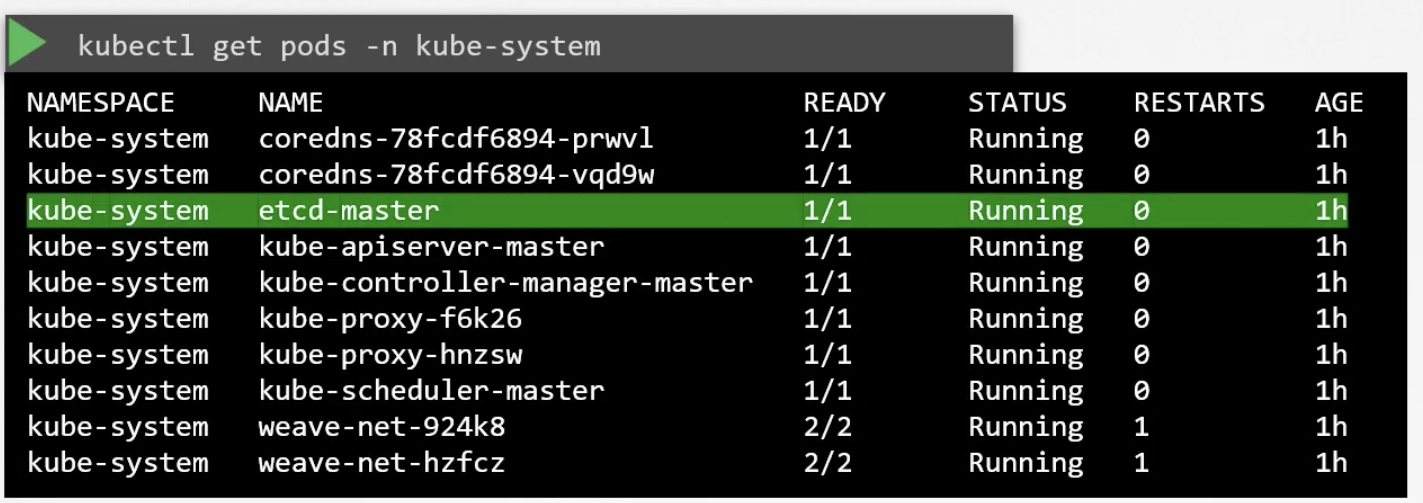 kubectl get pods -n kube-system
NAMESPACE NAME READY STATUS RESTARTS AGE
kube-system coredns-78fcdf6894-prwvl 1/1 Running 0 1h
kube-system coredns-78fcdf6894-vqd9w 1/1 Running 0 1h
kube-system etcd-master 1/1 Running 0 1h
kube-system kube-apiserver-master 1/1 Running 0 1h
kube-system kube-controller-manager-master 1/1 Running 0 1h
kube-system kube-proxy-f6k26 1/1 Running 0 1h
kube-system kube-proxy-hnzsw 1/1 Running 0 1h
kube-system kube-scheduler-master 1/1 Running 0 1h
kube-system weave-net-924k8 2/2 Running 1 1h
kube-system weave-net-hzfcz 2/2 Running 1 1h